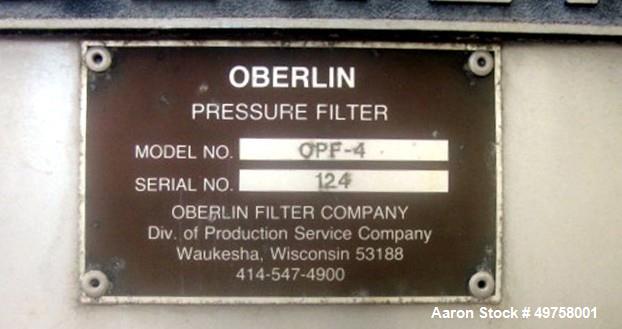 OBERLIN
PRESSURE FILTER
MODEL NO. OPF-4
SERIAL NO. 124
OBERLIN FILTER COMPANY
Div. of Production Service Company
Waukesha, Wisconsin 53188
414-547-4900
Aaron Stock # 49758001